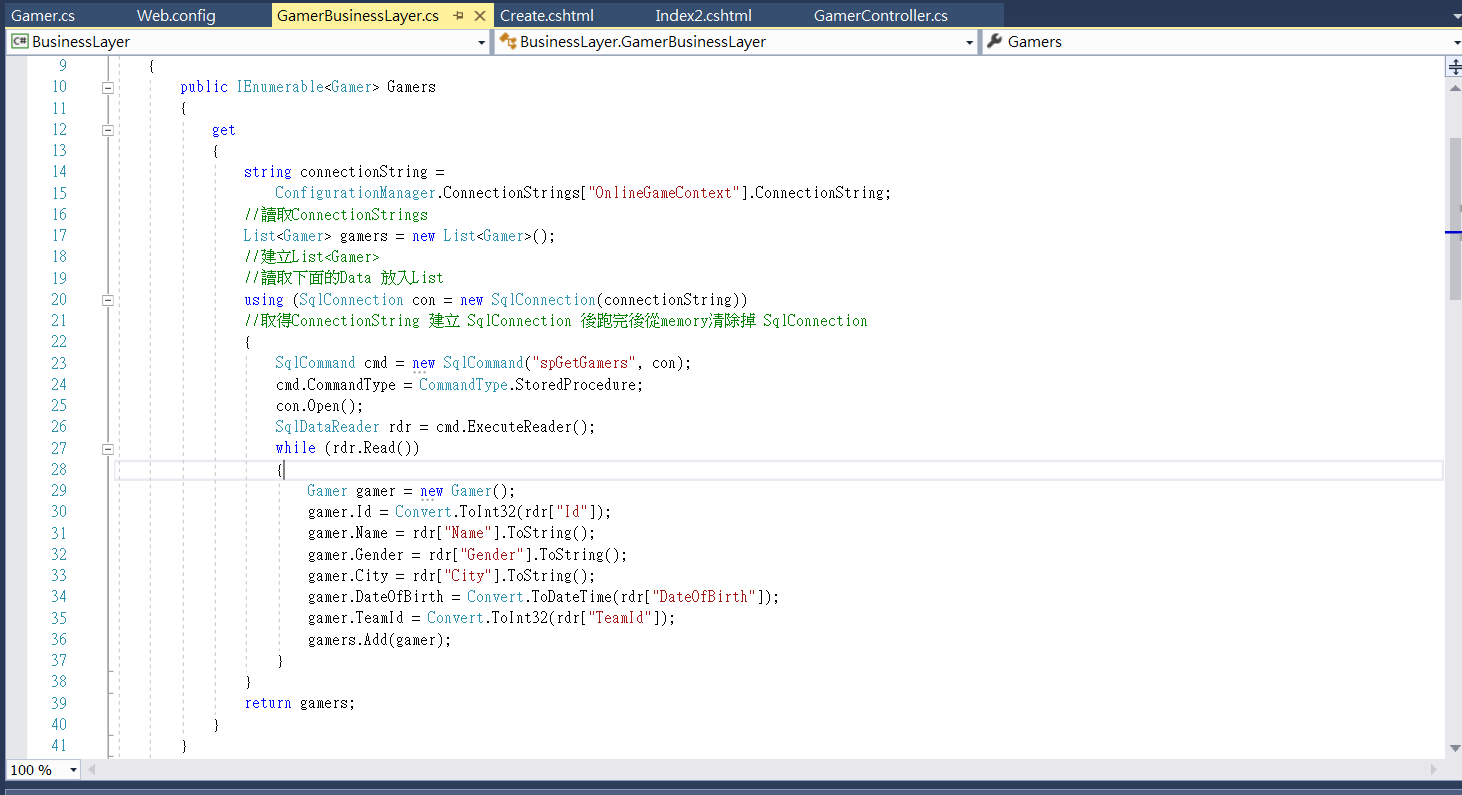 Gamer.cs Web.config GamerBusinessLayer.cs Create.cshtml Index2.cshtml GamerController.cs
C# BusinessLayer BusinessLayer.GamerBusinessLayer Gamers
9 {
10 public IEnumerable<Gamer> Gamers
11 {
12 get
13 {
14 string connectionString =
15 ConfigurationManager.ConnectionStrings["OnlineGameContext"].ConnectionString;
16 //讀取ConnectionStrings
17 List<Gamer> gamers = new List<Gamer>();
18 //建立List<Gamer>
19 //讀取下面的Data 放入List
20 using (SqlConnection con = new SqlConnection(connectionString))
21 //取得ConnectionString 建立 SqlConnection 後跑完後從memory清除掉 SqlConnection
22 {
23 SqlCommand cmd = new SqlCommand("spGetGamers", con);
24 cmd.CommandType = CommandType.StoredProcedure;
25 con.Open();
26 SqlDataReader rdr = cmd.ExecuteReader();
27 while (rdr.Read())
28 {
29 Gamer gamer = new Gamer();
30 gamer.Id = Convert.ToInt32(rdr["Id"]);
31 gamer.Name = rdr["Name"].ToString();
32 gamer.Gender = rdr["Gender"].ToString();
33 gamer.City = rdr["City"].ToString();
34 gamer.DateOfBirth = Convert.ToDateTime(rdr["DateOfBirth"]);
35 gamer.TeamId = Convert.ToInt32(rdr["TeamId"]);
36 gamers.Add(gamer);
37 }
38 }
39 return gamers;
40 }
41 }
100 %